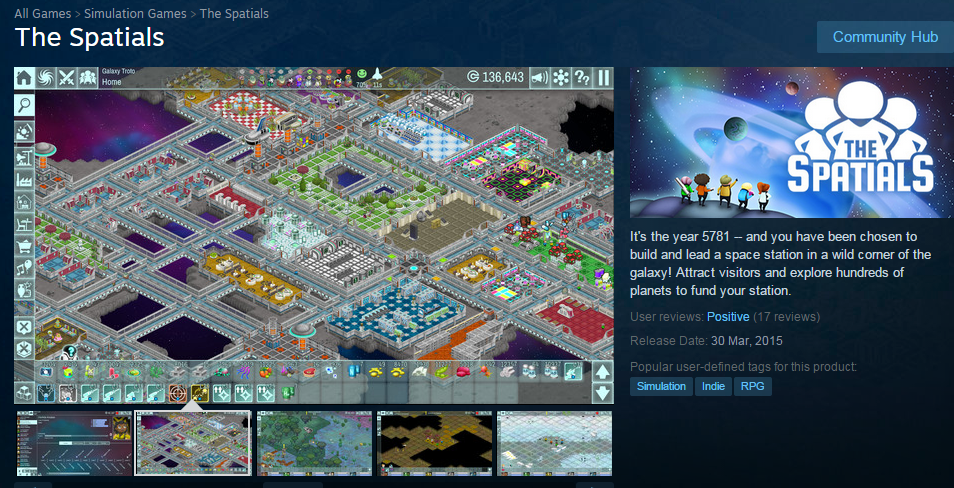 All Games > Simulation Games > The Spatials
The Spatials
Community Hub
Galaxy Troto
Home
70%
11s
136,643
THE
SPATIALS
It's the year 5781 – and you have been chosen to
build and lead a space station in a wild corner of the
galaxy! Attract visitors and explore hundreds of
planets to fund your station.
User reviews: Positive (17 reviews)
Release Date: 30 Mar, 2015
Popular user-defined tags for this product:
Simulation Indie RPG